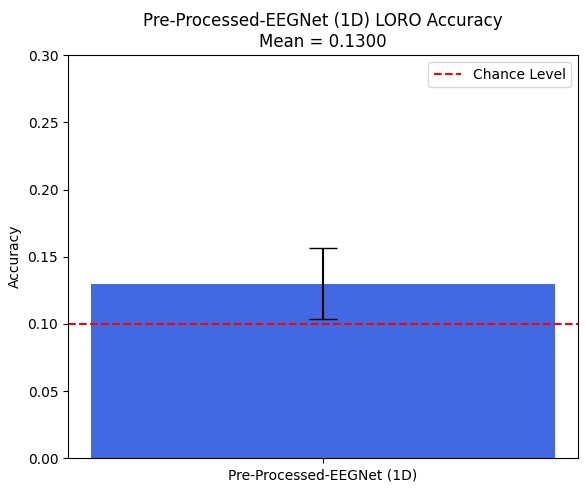 Pre-Processed-EEGNet (1D) LORO Accuracy
Mean = 0.1300
0.30
Chance Level
0.25
0.20
Accuracy
0.15
0.10
0.05
0.00
Pre-Processed-EEGNet (1D)